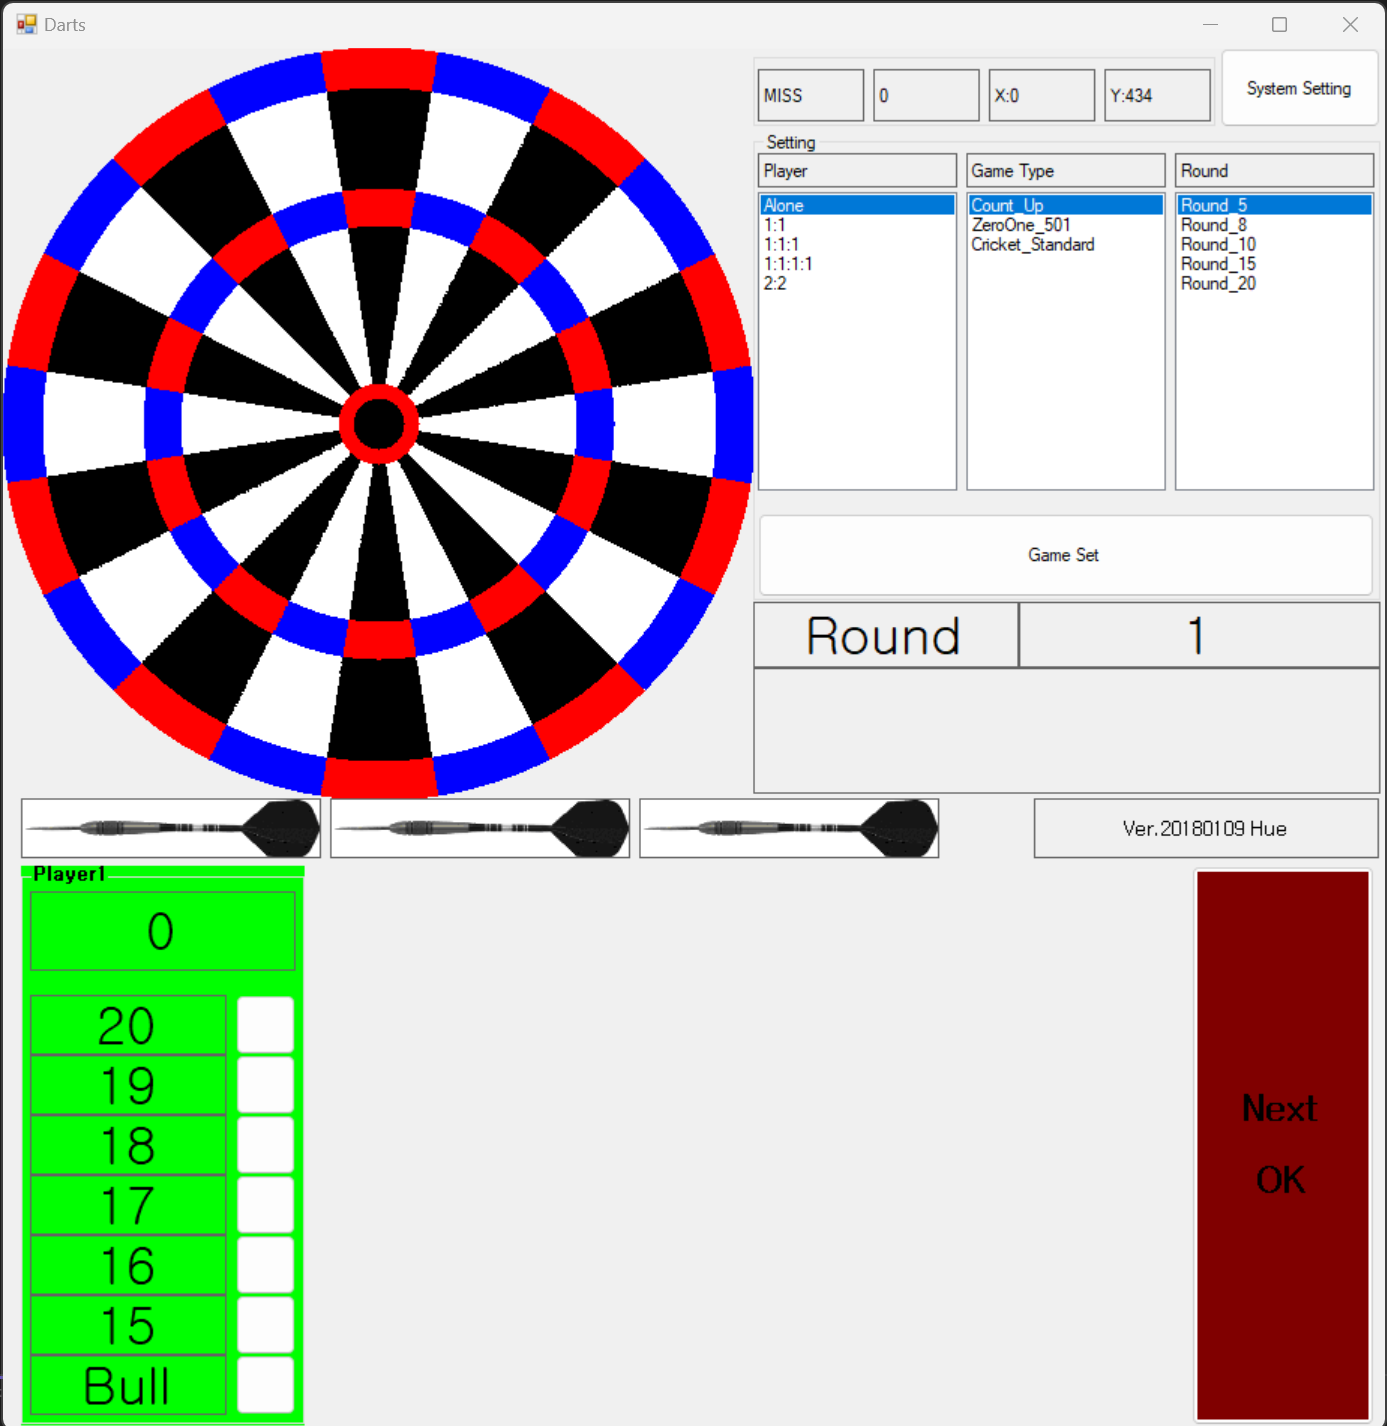 Darts
MISS
0
X:0
Y:434
System Setting
Setting
Player
Game Type
Round
Alone
1:1
1:1:1
1:1:1:1
2:2
Count_Up
ZeroOne_501
Cricket_Standard
Round_5
Round_8
Round_10
Round_15
Round_20
Game Set
Round
1
Ver.20180109 Hue
Player1
0
20
19
18
17
16
15
Bull
Next
OK